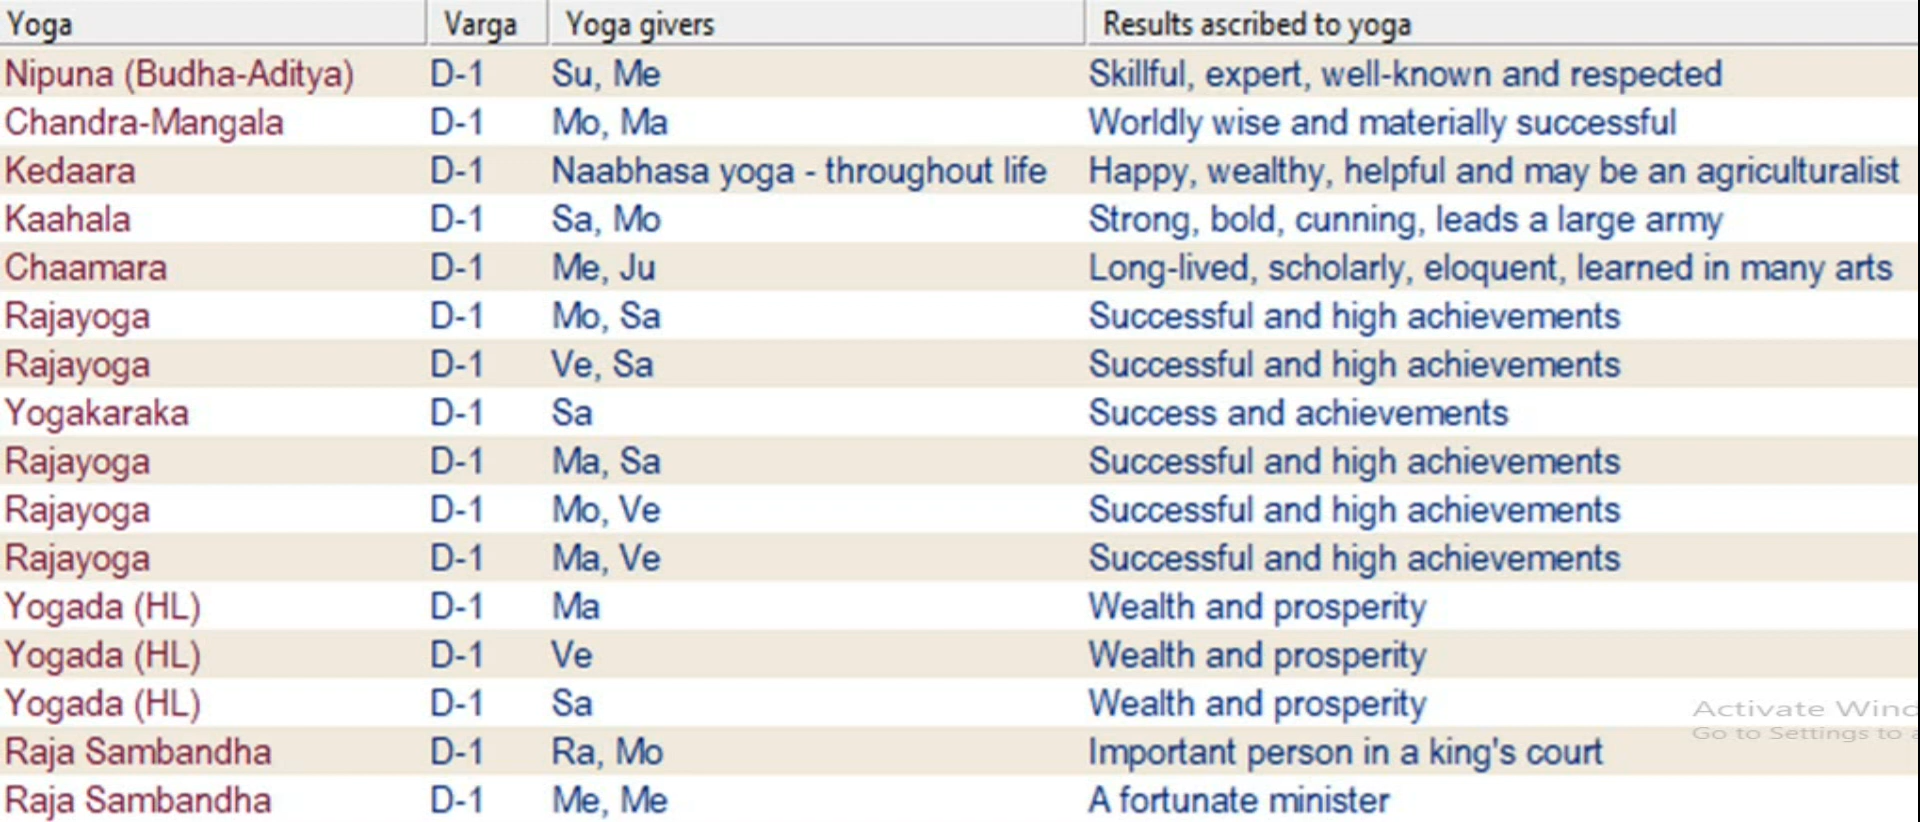 Yoga Varga Yoga givers Results ascribed to yoga
Nipuna (Budha-Aditya) D-1 Su, Me Skillful, expert, well-known and respected
Chandra-Mangala D-1 Mo, Ma Worldly wise and materially successful
Kedaara D-1 Naabhasa yoga - throughout life Happy, wealthy, helpful and may be an agriculturalist
Kaahala D-1 Sa, Mo Strong, bold, cunning, leads a large army
Chaamara D-1 Me, Ju Long-lived, scholarly, eloquent, learned in many arts
Rajayoga D-1 Mo, Sa Successful and high achievements
Rajayoga D-1 Ve, Sa Successful and high achievements
Yogakaraka D-1 Sa Success and achievements
Rajayoga D-1 Ma, Sa Successful and high achievements
Rajayoga D-1 Mo, Ve Successful and high achievements
Rajayoga D-1 Ma, Ve Successful and high achievements
Yogada (HL) D-1 Ma Wealth and prosperity
Yogada (HL) D-1 Ve Wealth and prosperity
Yogada (HL) D-1 Sa Wealth and prosperity
Activate Wind
Go to Settings to a
Raja Sambandha D-1 Ra, Mo Important person in a king's court
Raja Sambandha D-1 Me, Me A fortunate minister